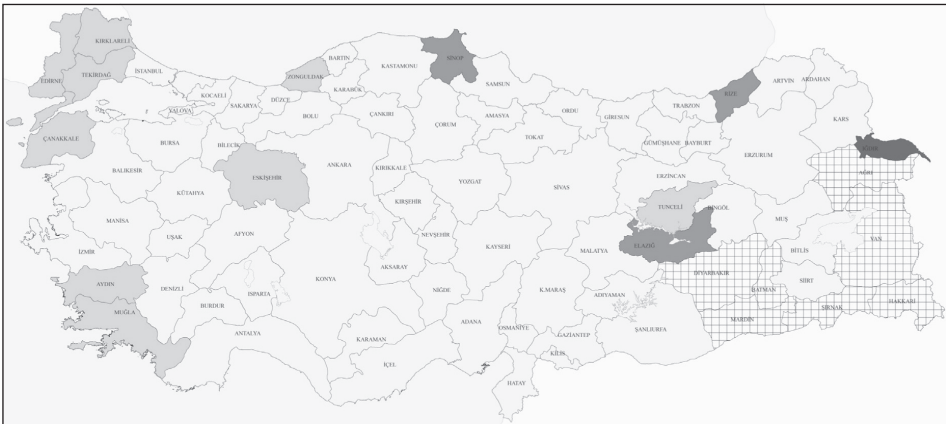 KIRKLARELİ
EDİRNE
TEKİRDAĞ
İSTANBUL
KOCAELİ
YALOVA
SAKARYA
DÜZCE
ZONGULDAK
BARTIN
KARABÜK
KASTAMONU
SİNOP
SAMSUN
BOLU
ÇANKIRI
ÇORUM
AMASYA
TOKAT
ORDU
GİRESUN
TRABZON
RİZE
ARTVİN
ARDAHAN
KARS
GÜMÜŞHANE
BAYBURT
ERZURUM
IĞDIR
AĞRI
ÇANAKKALE
BURSA
BİLECİK
BALIKESİR
KÜTAHYA
ESKİŞEHİR
ANKARA
KIRIKKALE
YOZGAT
SİVAS
ERZİNCAN
TUNCELİ
BİNGÖL
MUŞ
BİTLİS
VAN
MANİSA
UŞAK
AFYON
KIRŞEHİR
NEVŞEHİR
KAYSERİ
MALATYA
ELAZIĞ
DİYARBAKIR
BATMAN
SİİRT
ŞIRNAK
HAKKARİ
İZMİR
AYDIN
DENİZLİ
MUĞLA
BURDUR
ISPARTA
KONYA
AKSARAY
NİĞDE
K.MARAŞ
ADIYAMAN
ŞANLIURFA
MARDİN
ANTALYA
KARAMAN
İÇEL
ADANA
OSMANİYE
GAZİANTEP
KİLİS
HATAY